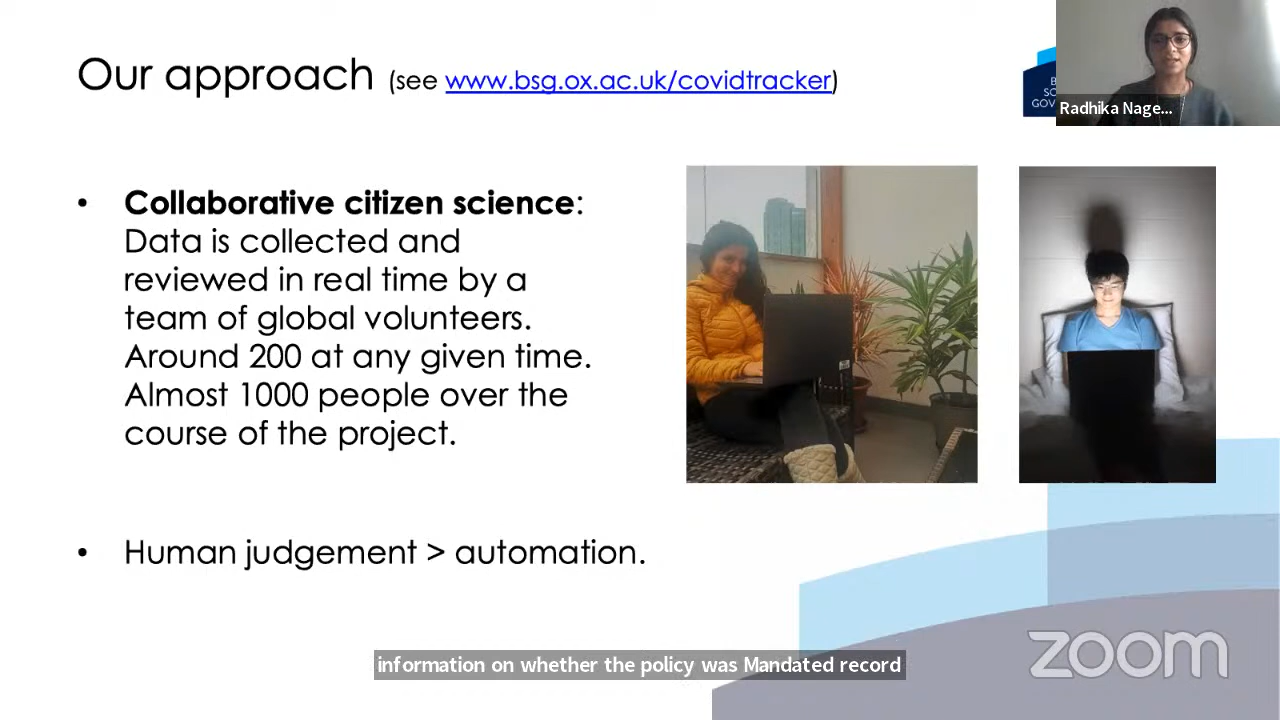 Our approach (see www.bsg.ox.ac.uk/covidtracker)
Radhika Nage...
• Collaborative citizen science:
Data is collected and
reviewed in real time by a
team of global volunteers.
Around 200 at any given time.
Almost 1000 people over the
course of the project.
• Human judgement > automation.
zoom
information on whether the policy was Mandated record